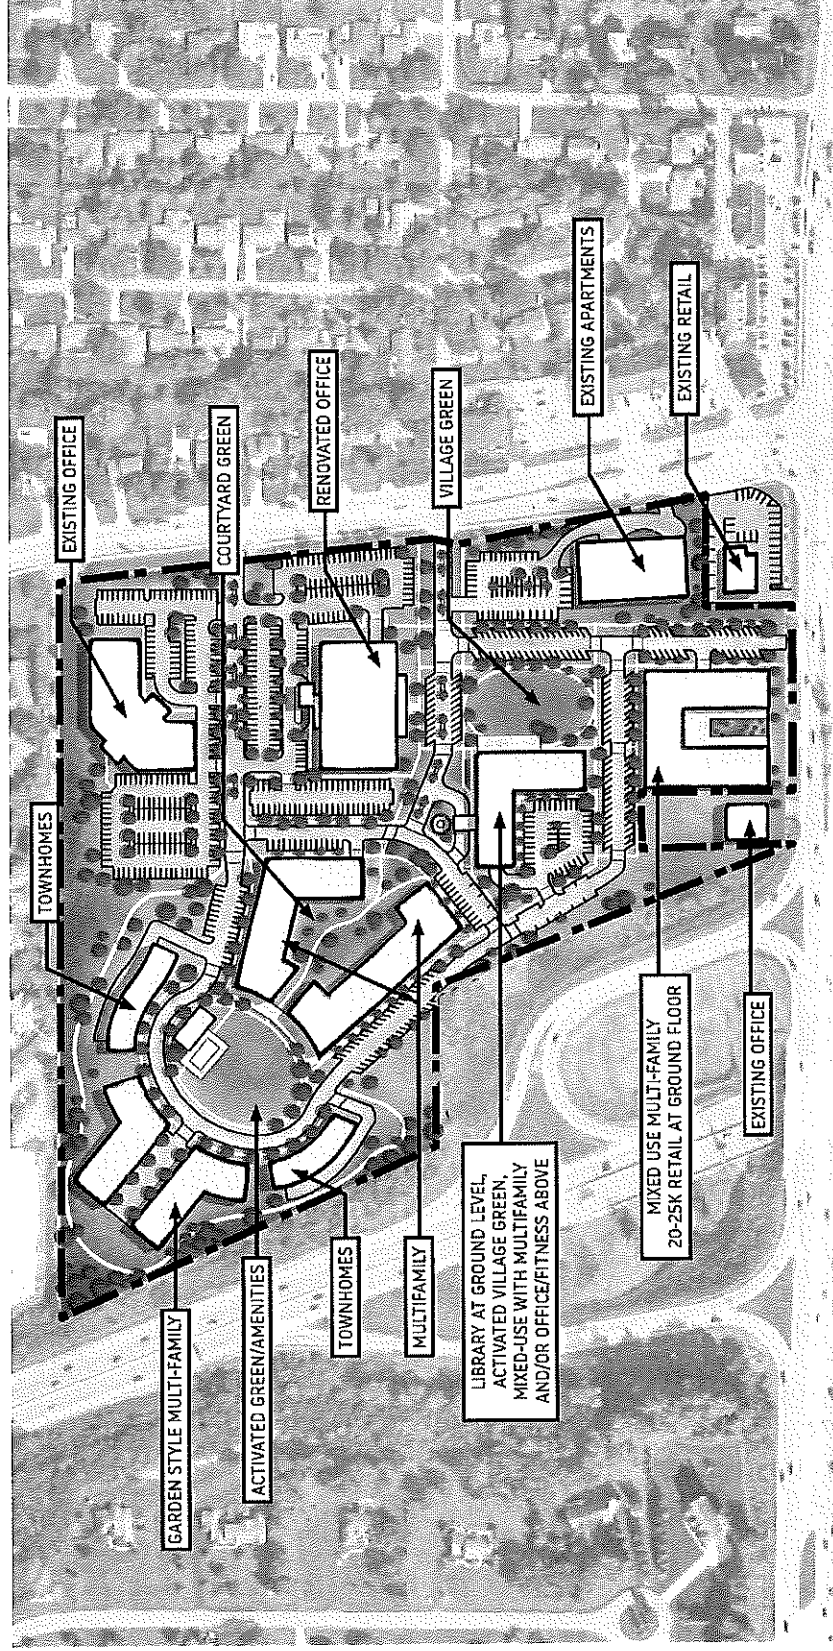 GARDEN STYLE MULTI-FAMILY
ACTIVATED GREEN/AMENITIES
TOWNHOMES
MULTIFAMILY
LIBRARY AT GROUND LEVEL,
ACTIVATED VILLAGE GREEN,
MIXED-USE WITH MULTIFAMILY
AND/OR OFFICE/FITNESS ABOVE
MIXED USE MULTI-FAMILY
20-25K RETAIL AT GROUND FLOOR
EXISTING OFFICE
TOWNHOMES
EXISTING OFFICE
COURTYARD GREEN
RENOVATED OFFICE
VILLAGE GREEN
EXISTING APARTMENTS
EXISTING RETAIL